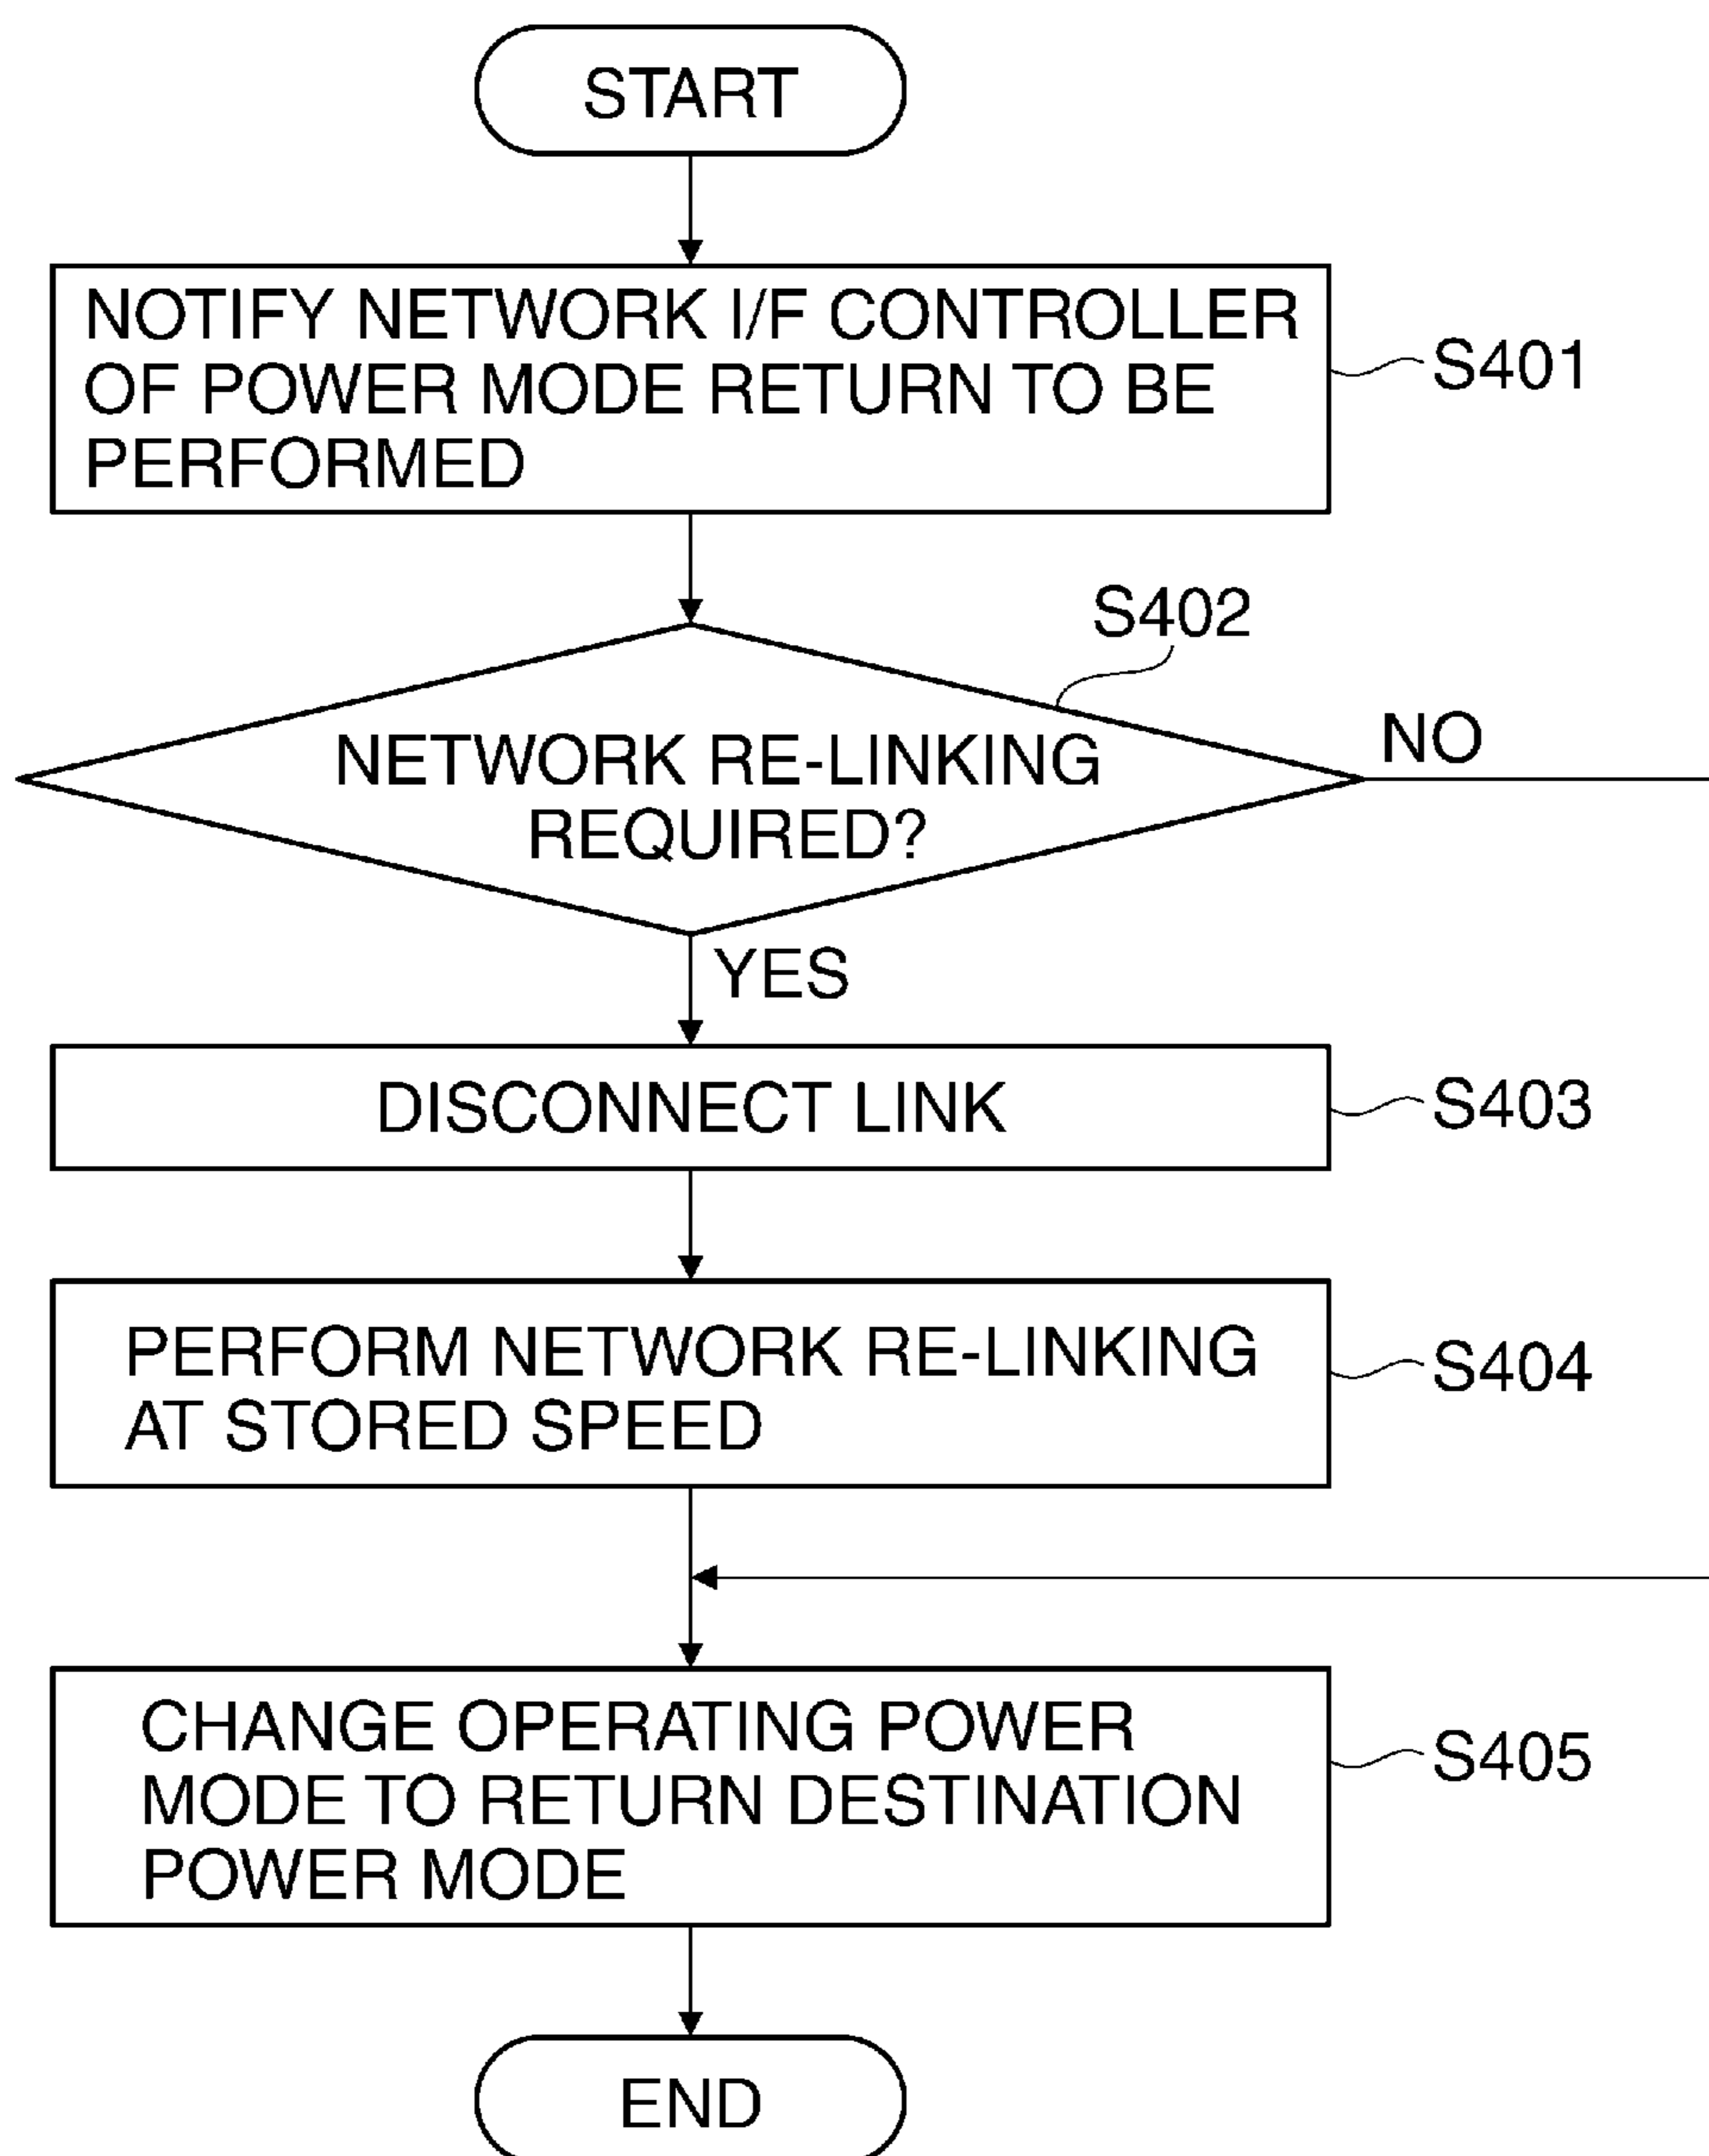 START
NOTIFY NETWORK I/F CONTROLLER
OF POWER MODE RETURN TO BE
PERFORMED
S401
S402
NETWORK RE-LINKING
REQUIRED?
NO
YES
DISCONNECT LINK
S403
PERFORM NETWORK RE-LINKING
AT STORED SPEED
S404
CHANGE OPERATING POWER
MODE TO RETURN DESTINATION
POWER MODE
S405
END